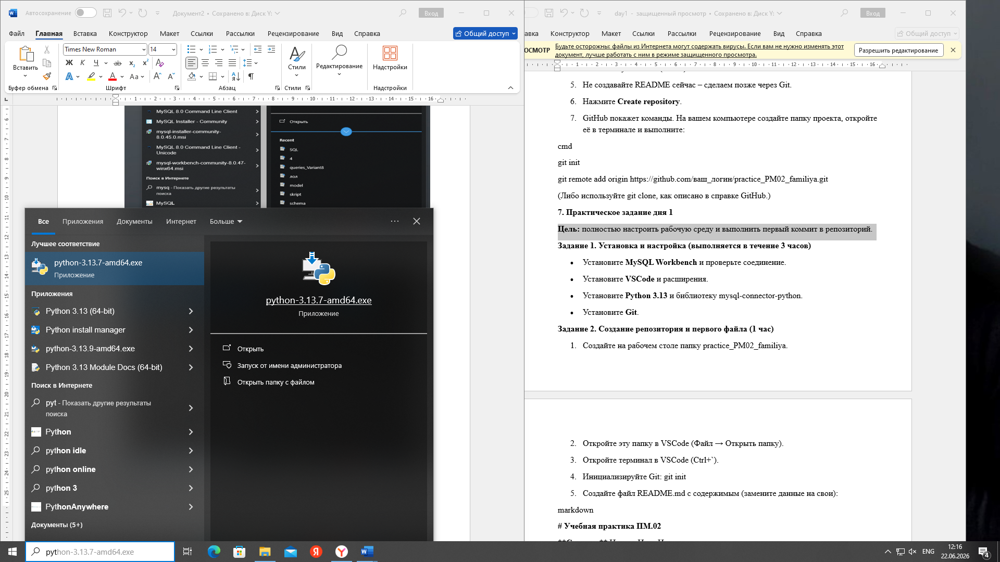 Автосохранение
Документ2 • Сохранено в: Диск Y:
Вход
Файл Главная Вставка Конструктор Макет Ссылки Рассылки Рецензирование Вид Справка
Общий доступ
Times New Roman 14
Вставить
Стили
Редактирование
Надстройки
Буфер обмена Шрифт Абзац Стили Надстройки
MySQL 8.0 Command Line Client
MySQL Installer - Community
mysql-installer-community-
8.0.45.0.msi
MySQL 8.0 Command Line Client -
Unicode
mysql-workbench-community-8.0.47-
winx64.msi
Поиск в Интернете
mysq - Показать другие результаты
поиска
MySQL
Открыть
Recent
SQL
4
queries_Variant8
лол
model
skript
schema
Все Приложения Документы Интернет Больше
Лучшее соответствие
python-3.13.7-amd64.exe
Приложение
Приложения
Python 3.13 (64-bit)
Python install manager
python-3.13.9-amd64.exe
Python 3.13 Module Docs (64-bit)
Поиск в Интернете
pyt - Показать другие результаты
поиска
Python
python idle
python online
python 3
PythonAnywhere
Документы (5+)
python-3.13.7-amd64.exe
Приложение
Открыть
Запуск от имени администратора
Открыть папку с файлом
day1 - защищенный просмотр • Сохранено в: Диск Y:
Вход
авка Конструктор Макет Ссылки Рассылки Рецензирование Вид Справка
Общий доступ
ОСМОТР
Будьте осторожны: файлы из Интернета могут содержать вирусы. Если вам не нужно изменять этот
документ, лучше работать с ним в режиме защищенного просмотра.
Разрешить редактирование
5. Не создавайте README сейчас – сделаем позже через Git.
6. Нажмите Create repository.
7. GitHub покажет команды. На вашем компьютере создайте папку проекта, откройте
её в терминале и выполните:
cmd
git init
git remote add origin https://github.com/ваш_логин/practice_PM02_familiya.git
(Либо используйте git clone, как описано в справке GitHub.)
7. Практическое задание дня 1
Цель: полностью настроить рабочую среду и выполнить первый коммит в репозиторий.
Задание 1. Установка и настройка (выполняется в течение 3 часов)
• Установите MySQL Workbench и проверьте соединение.
• Установите VSCode и расширения.
• Установите Python 3.13 и библиотеку mysql-connector-python.
• Установите Git.
Задание 2. Создание репозитория и первого файла (1 час)
1. Создайте на рабочем столе папку practice_PM02_familiya.
2. Откройте эту папку в VSCode (Файл → Открыть папку).
3. Откройте терминал в VSCode (Ctrl+`).
4. Инициализируйте Git: git init
5. Создайте файл README.md с содержимым (замените данные на свои):
markdown
# Учебная практика ПМ.02
python-3.13.7-amd64.exe
ENG
12:16
22.06.2026
4